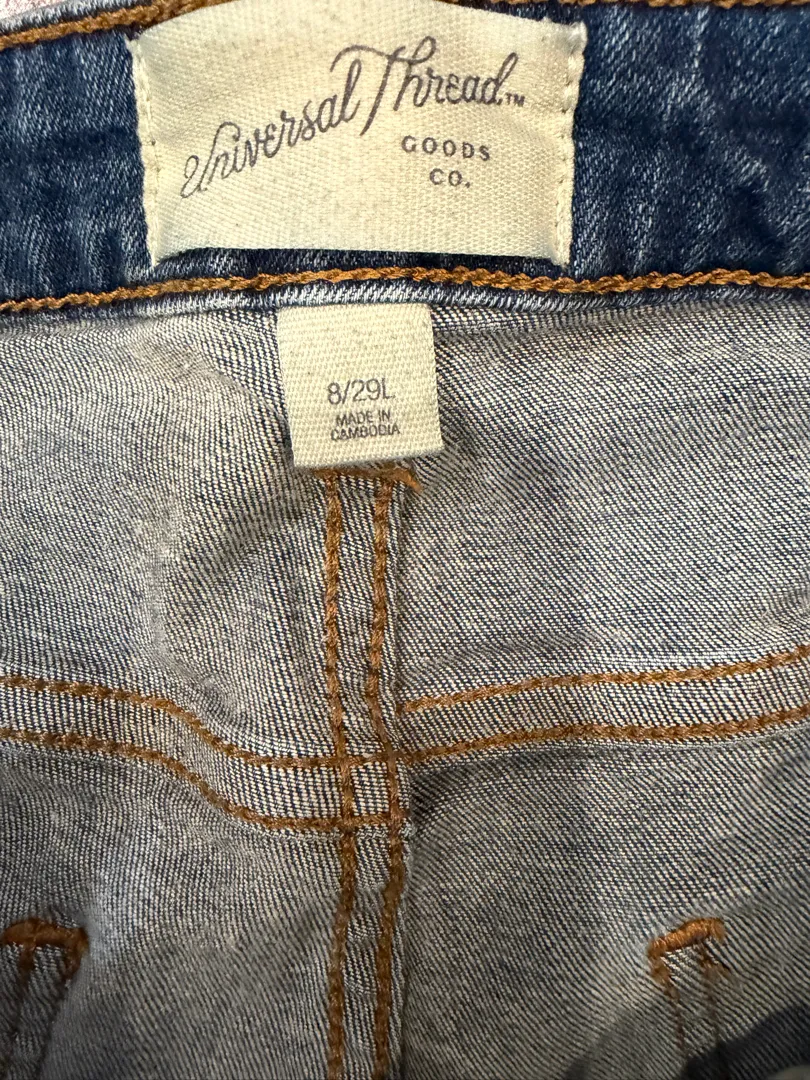 Universal Thread™
GOODS
CO.
8/29L
MADE IN
CAMBODIA